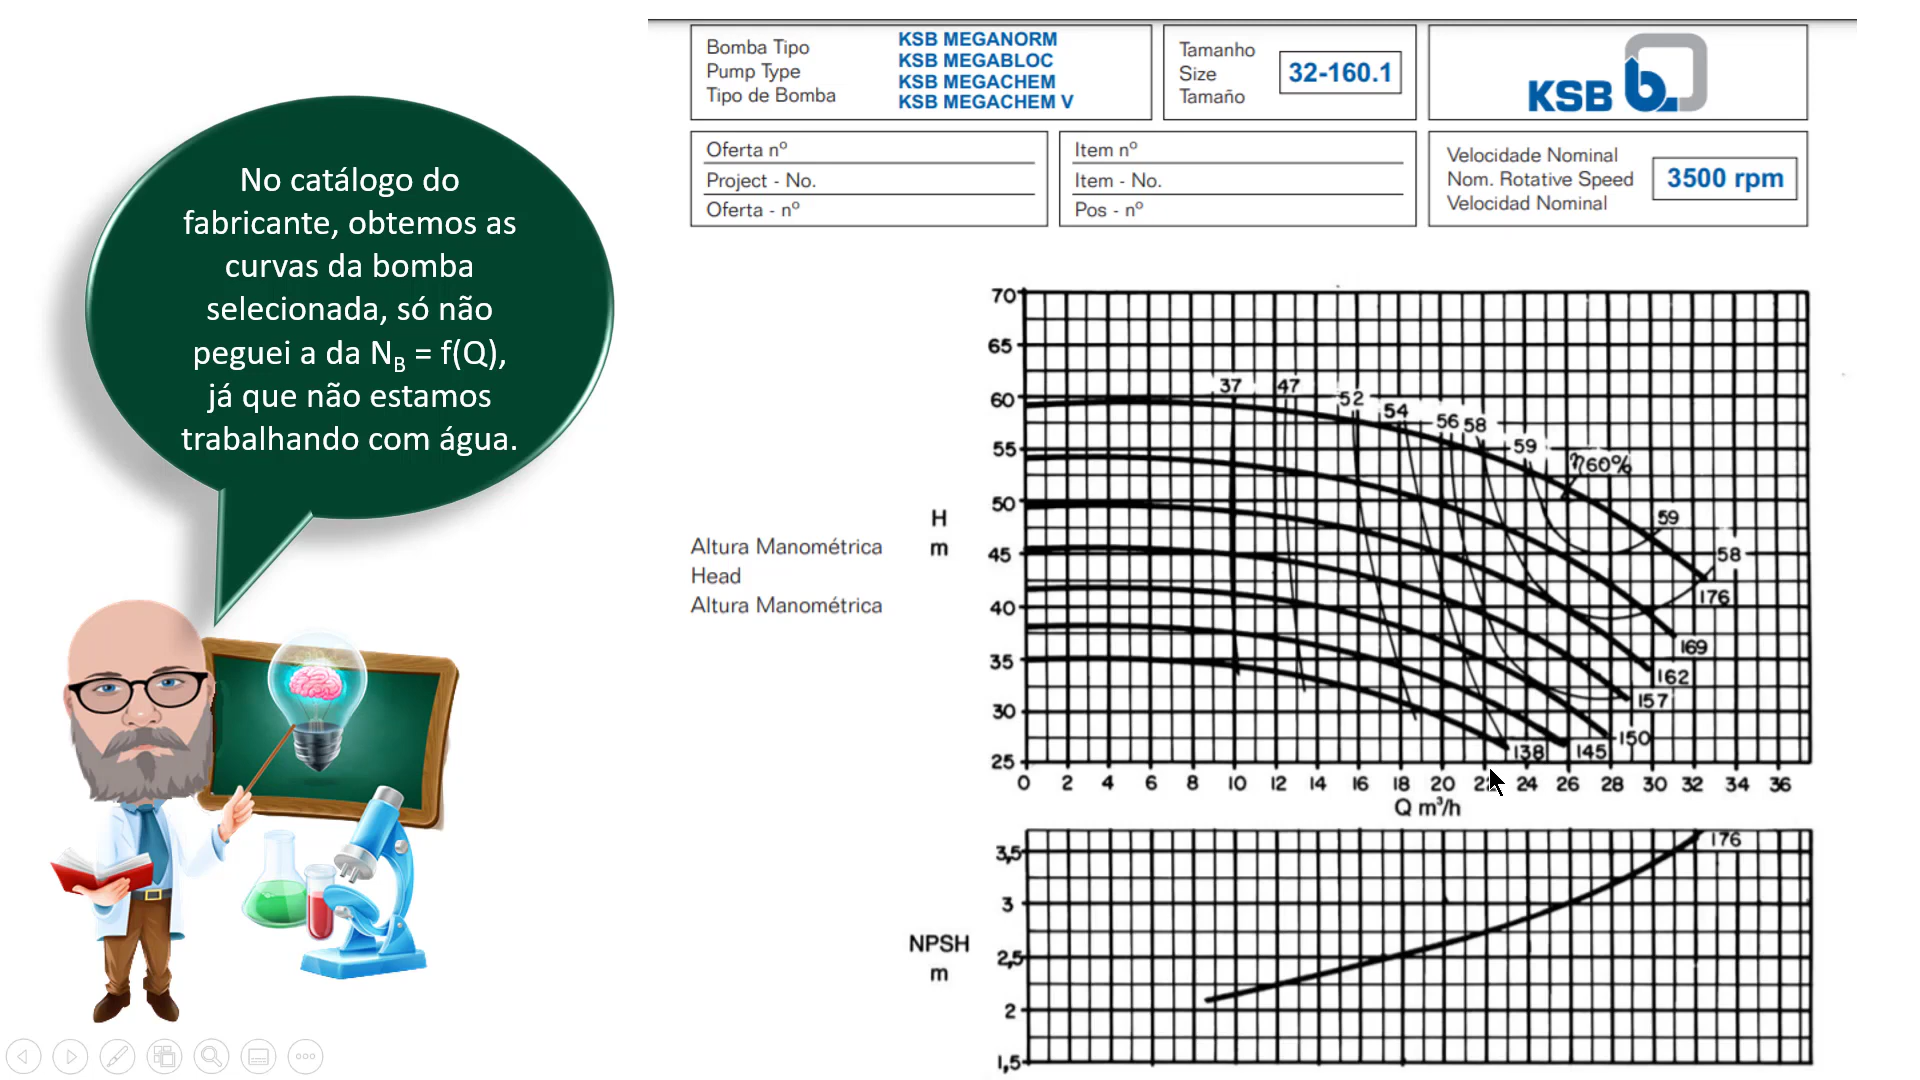 No catálogo do
fabricante, obtemos as
curvas da bomba
selecionada, só não
peguei a da N_B = f(Q),
já que não estamos
trabalhando com água.
Bomba Tipo
Pump Type
Tipo de Bomba
KSB MEGANORM
KSB MEGABLOC
KSB MEGACHEM
KSB MEGACHEM V
Tamanho
Size
Tamaño
32-160.1
KSB b
Oferta nº
Project - No.
Oferta - nº
Item nº
Item - No.
Pos - nº
Velocidade Nominal
Nom. Rotative Speed
Velocidad Nominal
3500 rpm
Altura Manométrica
Head
Altura Manométrica
H
m
70
65
60
55
50
45
40
35
30
25
37 47 52 54 56 58 59 η60%
59
58
176
169
162
157
150
145
138
0 2 4 6 8 10 12 14 16 18 20 24 26 28 30 32 34 36
Q m³/h
NPSH
m
3,5
3
2,5
2
1,5
176